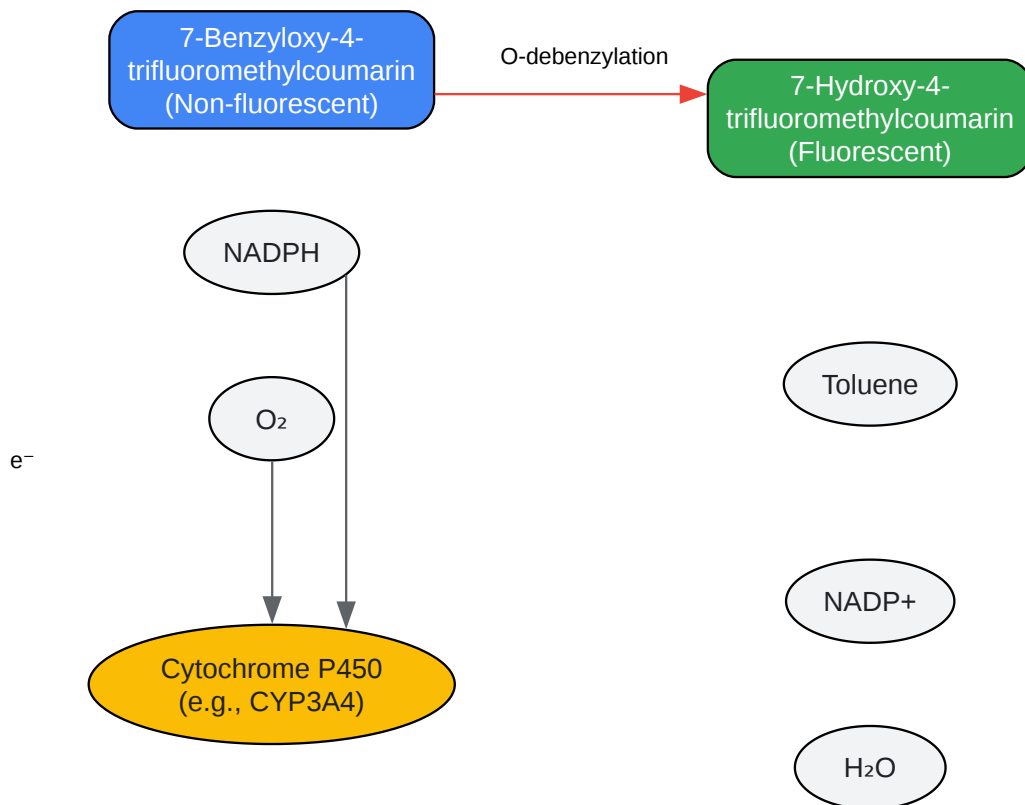 7-Benzyloxy-4-
trifluoromethylcoumarin
(Non-fluorescent)
O-debenzylation
7-Hydroxy-4-
trifluoromethylcoumarin
(Fluorescent)
NADPH
Toluene
O₂
e⁻
NADP+
Cytochrome P450
(e.g., CYP3A4)
H₂O